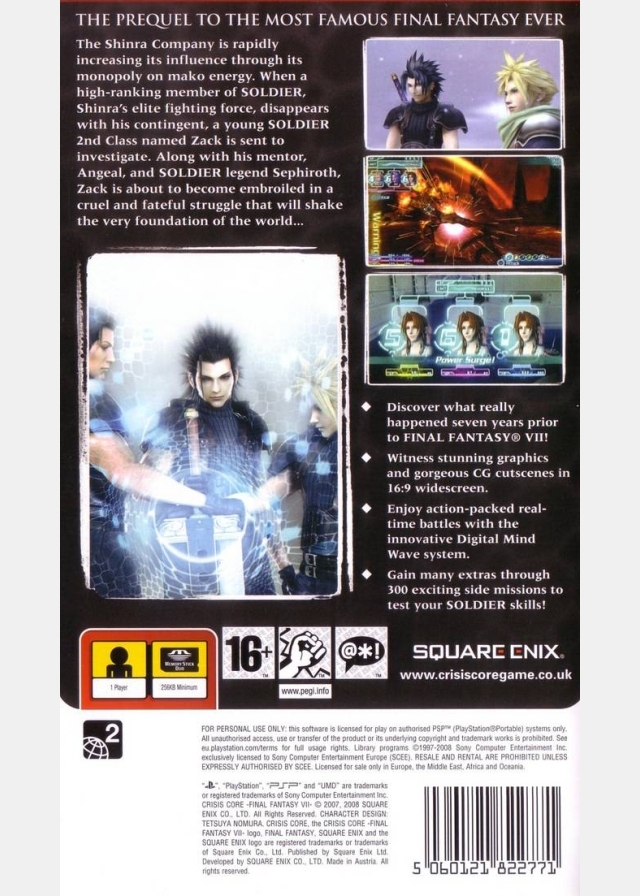 THE PREQUEL TO THE MOST FAMOUS FINAL FANTASY EVER
The Shinra Company is rapidly
increasing its influence through its
monopoly on mako energy. When a
high-ranking member of SOLDIER,
Shinra's elite fighting force, disappears
with his contingent, a young SOLDIER
2nd Class named Zack is sent to
investigate. Along with his mentor,
Angeal, and SOLDIER legend Sephiroth,
Zack is about to become embroiled in a
cruel and fateful struggle that will shake
the very foundation of the world...
Warning
5 6 1
Power Surge!
Discover what really
happened seven years prior
to FINAL FANTASY® VII!
Witness stunning graphics
and gorgeous CG cutscenes in
16:9 widescreen.
Enjoy action-packed real-
time battles with the
innovative Digital Mind
Wave system.
Gain many extras through
300 exciting side missions to
test your SOLDIER skills!
1 Player
MEMORY STICK
DUO
256KB Minimum
16+
www.pegi.info
@*!
SQUARE ENIX.
www.crisiscoregame.co.uk
2
FOR PERSONAL USE ONLY: this software is licensed for play on authorised PSP™ (PlayStation®Portable) systems only.
All unauthorised access, use or transfer of the product or its underlying copyright and trademark works is prohibited. See
eu.playstation.com/terms for full usage rights. Library programs ©1997-2008 Sony Computer Entertainment Inc.
exclusively licensed to Sony Computer Entertainment Europe (SCEE). RESALE AND RENTAL ARE PROHIBITED UNLESS
EXPRESSLY AUTHORISED BY SCEE. Licensed for sale only in Europe, the Middle East, Africa and Oceania.
" ", "PlayStation", "PSP" and "UMD" are trademarks
or registered trademarks of Sony Computer Entertainment Inc.
CRISIS CORE -FINAL FANTASY VII- © 2007, 2008 SQUARE
ENIX CO., LTD. All Rights Reserved. CHARACTER DESIGN:
TETSUYA NOMURA. CRISIS CORE, the CRISIS CORE -FINAL
FANTASY VII- logo, FINAL FANTASY, SQUARE ENIX and the
SQUARE ENIX logo are registered trademarks or trademarks
of Square Enix Co., Ltd. Published by Square Enix Ltd.
Developed by SQUARE ENIX CO., LTD. Made in Austria. All
rights reserved.
5 060121 822771